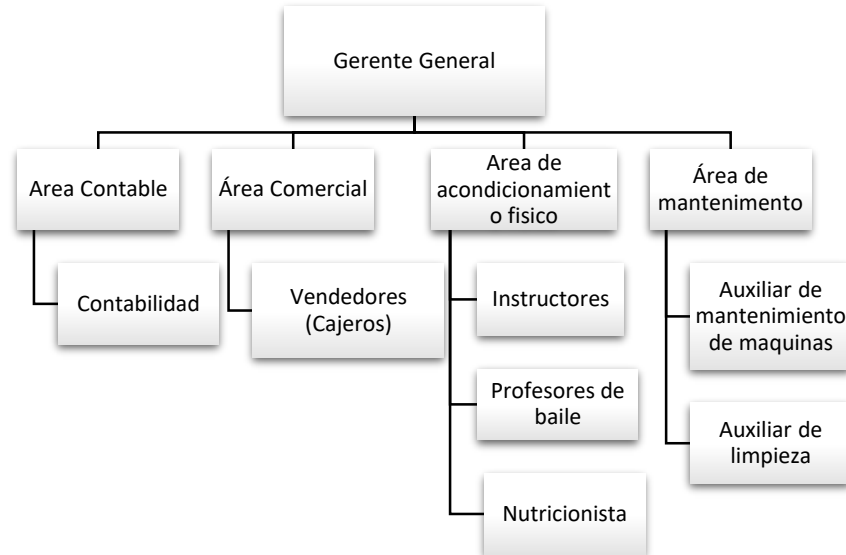 Gerente General
Area Contable
Área Comercial
Area de
acondicionamient
o fisico
Área de
mantenimento
Contabilidad
Vendedores
(Cajeros)
Instructores
Profesores de
baile
Nutricionista
Auxiliar de
mantenimiento
de maquinas
Auxiliar de
limpieza